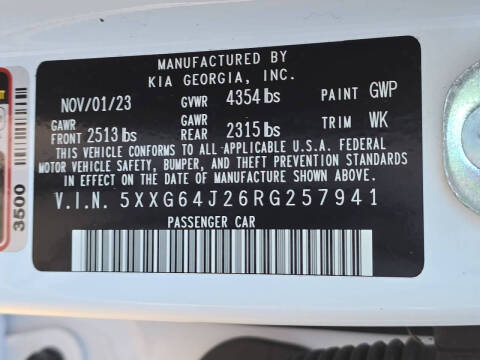 MANUFACTURED BY
KIA GEORGIA, INC.
NOV/01/23 GVWR 4354 lbs PAINT GWP
GAWR FRONT 2513 lbs GAWR REAR 2315 lbs TRIM WK
THIS VEHICLE CONFORMS TO ALL APPLICABLE U.S.A. FEDERAL
MOTOR VEHICLE SAFETY, BUMPER, AND THEFT PREVENTION STANDARDS
IN EFFECT ON THE DATE OF MANUFACTURE SHOWN ABOVE.
V.I.N. 5XXG64J26RG257941
PASSENGER CAR
3500